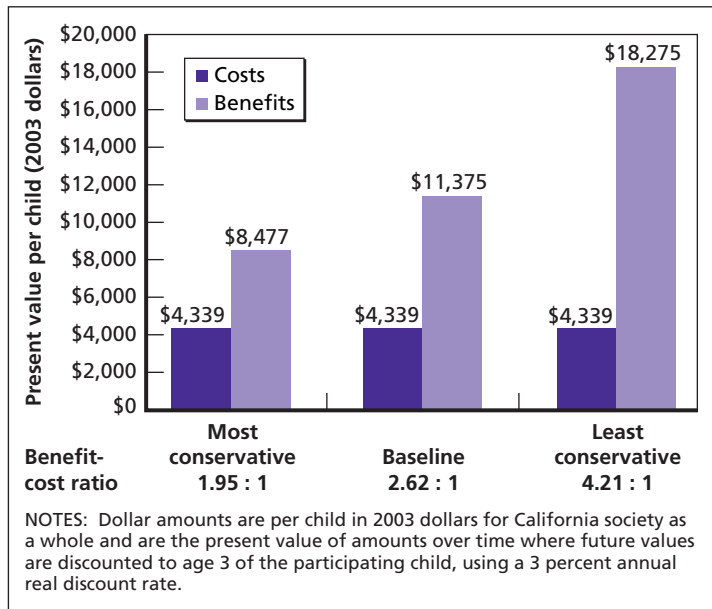 $20,000
$18,000
$16,000
$14,000
$12,000
$10,000
$8,000
$6,000
$4,000
$2,000
$0
Present value per child (2003 dollars)
Costs
Benefits
$4,339
$8,477
$4,339
$11,375
$4,339
$18,275
Most
conservative
Baseline
Least
conservative
Benefit-
cost ratio
1.95 : 1
2.62 : 1
4.21 : 1
NOTES: Dollar amounts are per child in 2003 dollars for California society as
a whole and are the present value of amounts over time where future values
are discounted to age 3 of the participating child, using a 3 percent annual
real discount rate.